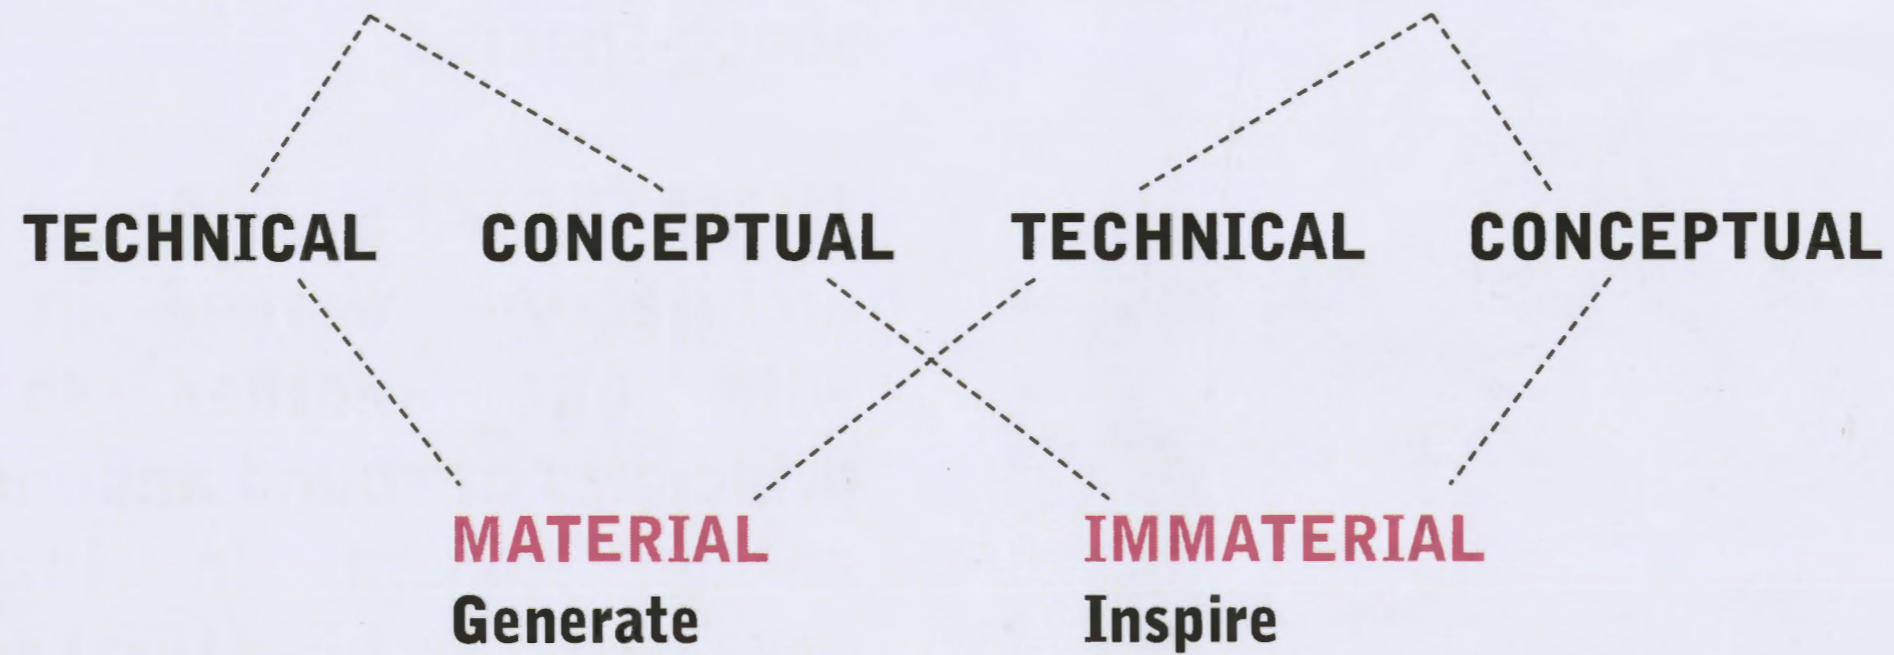 TECHNICAL CONCEPTUAL TECHNICAL CONCEPTUAL
MATERIAL IMMATERIAL
Generate Inspire